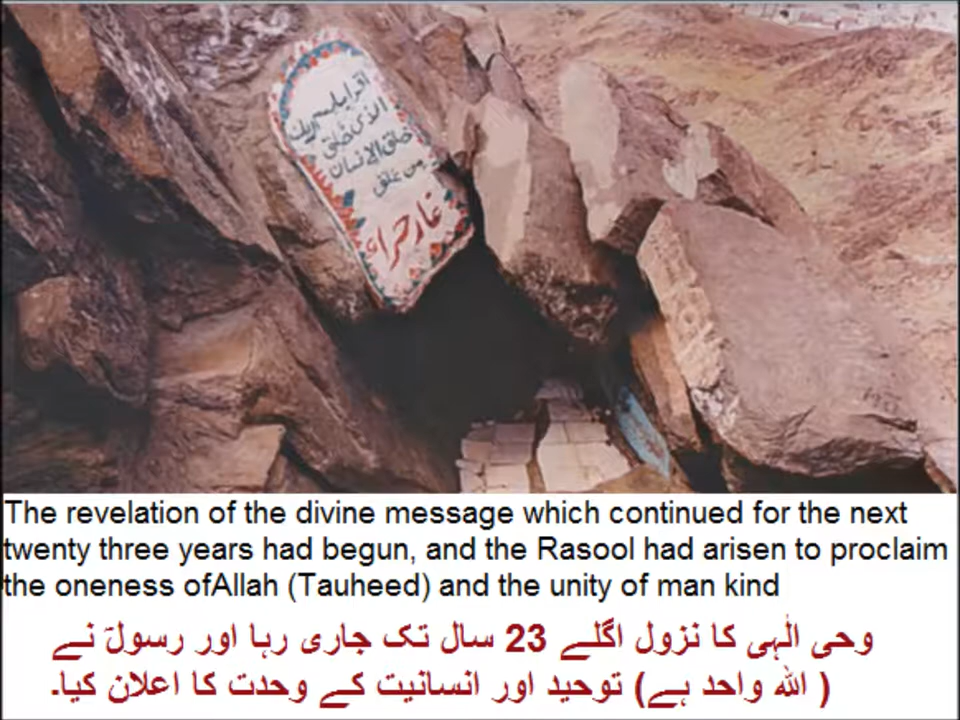 اقرا باسم ربك
الذی خلق
خلق الانسان
من علق
غار حراء
The revelation of the divine message which continued for the next
twenty three years had begun, and the Rasool had arisen to proclaim
the oneness ofAllah (Tauheed) and the unity of man kind
وحی الٰہی کا نزول اگلے 23 سال تک جاری رہا اور رسولؐ نے
( اللہ واحد ہے) توحید اور انسانیت کے وحدت کا اعلان کیا۔